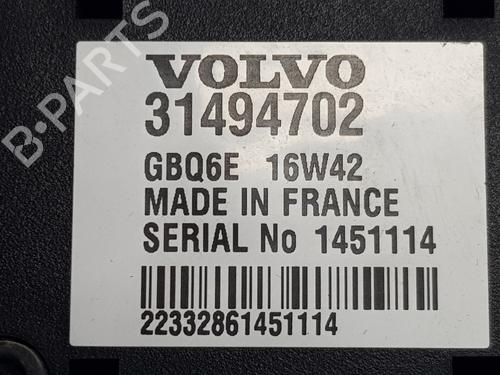 VOLVO
31494702
GBQ6E 16W42
MADE IN FRANCE
SERIAL No 1451114
22332861451114
B-PARTS